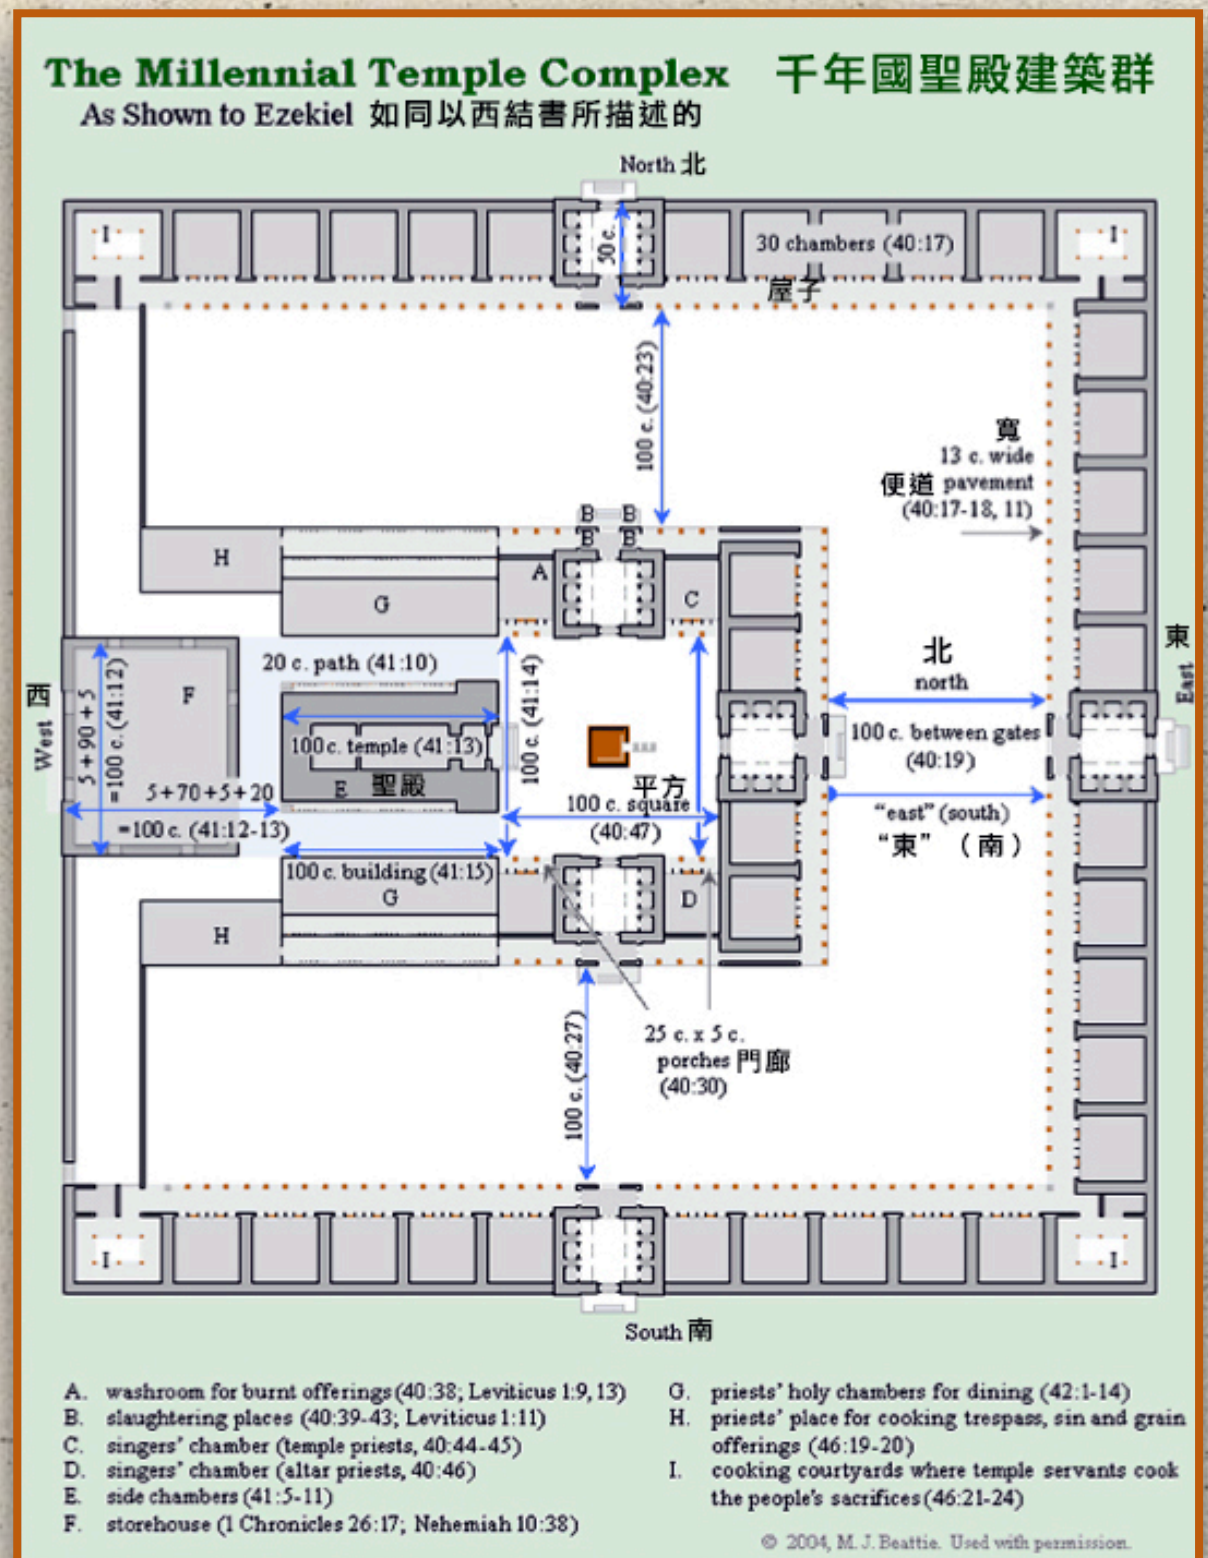 The Millennial Temple Complex 千年國聖殿建築群
As Shown to Ezekiel 如同以西結書所描述的
North 北
I
50 c.
30 chambers (40:17)
I
屋子
100 c. (40:23)
寬
13 c. wide
便道 pavement
(40:17-18, 11)
B B
B B
H
A
G
C
西
West
5 + 90 + 5
=100 c. (41:12)
F
20 c. path (41:10)
100 c. (41:14)
北
north
東
East
100 c. temple (41:13)
E 聖殿
100 c. between gates
(40:19)
5+70+5+20
=100 c. (41:12-13)
平方
100 c. square
(40:47)
“east” (south)
“東”（南）
100 c. building (41:15)
G
D
H
25 c. x 5 c.
porches 門廊
(40:30)
100 c. (40:27)
I
I
South 南
A. washroom for burnt offerings (40:38; Leviticus 1:9, 13)
B. slaughtering places (40:39-43; Leviticus 1:11)
C. singers’ chamber (temple priests, 40:44-45)
D. singers’ chamber (altar priests, 40:46)
E. side chambers (41:5-11)
F. storehouse (1 Chronicles 26:17; Nehemiah 10:38)
G. priests’ holy chambers for dining (42:1-14)
H. priests’ place for cooking trespass, sin and grain
offerings (46:19-20)
I. cooking courtyards where temple servants cook
the people’s sacrifices (46:21-24)
© 2004, M. J. Beattie. Used with permission.